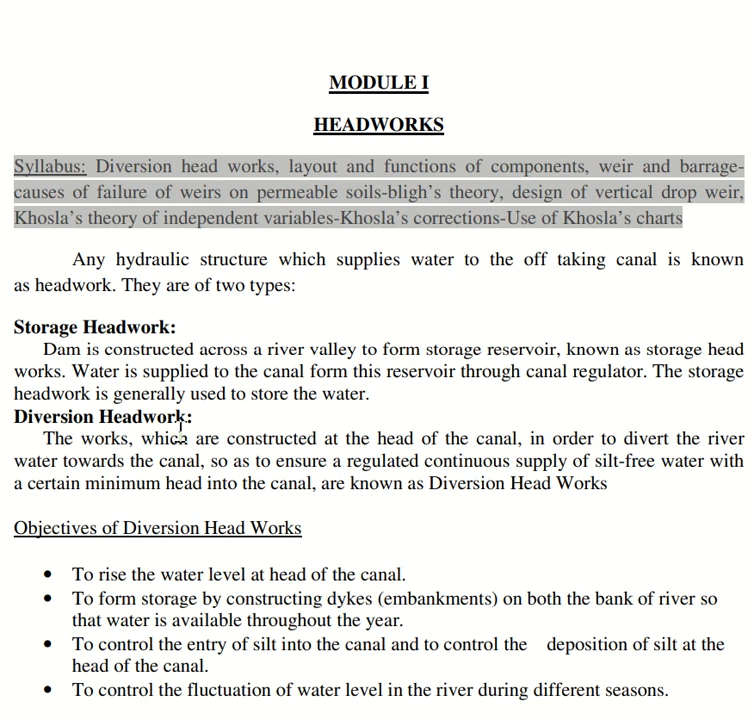 MODULE I
HEADWORKS
Syllabus: Diversion head works, layout and functions of components, weir and barrage-
causes of failure of weirs on permeable soils-bligh's theory, design of vertical drop weir,
Khosla's theory of independent variables-Khosla's corrections-Use of Khosla's charts
Any hydraulic structure which supplies water to the off taking canal is known
as headwork. They are of two types:
Storage Headwork:
Dam is constructed across a river valley to form storage reservoir, known as storage head
works. Water is supplied to the canal form this reservoir through canal regulator. The storage
headwork is generally used to store the water.
Diversion Headwork:
The works, which are constructed at the head of the canal, in order to divert the river
water towards the canal, so as to ensure a regulated continuous supply of silt-free water with
a certain minimum head into the canal, are known as Diversion Head Works
Objectives of Diversion Head Works
• To rise the water level at head of the canal.
• To form storage by constructing dykes (embankments) on both the bank of river so
that water is available throughout the year.
• To control the entry of silt into the canal and to control the deposition of silt at the
head of the canal.
• To control the fluctuation of water level in the river during different seasons.